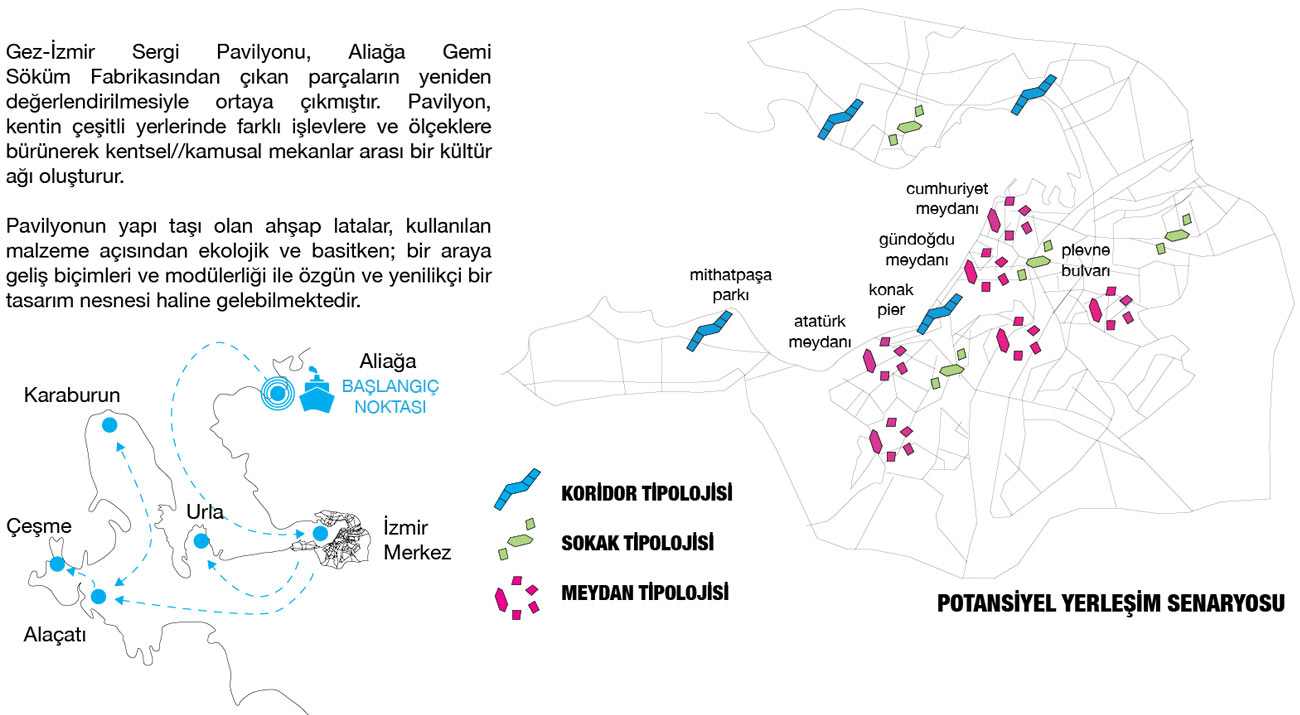 Gez-İzmir Sergi Pavilyonu, Aliağa Gemi
Söküm Fabrikasından çıkan parçaların yeniden
değerlendirilmesiyle ortaya çıkmıştır. Pavilyon,
kentin çeşitli yerlerinde farklı işlevlere ve ölçeklere
bürünerek kentsel//kamusal mekanlar arası bir kültür
ağı oluşturur.
Pavilyonun yapı taşı olan ahşap latalar, kullanılan
malzeme açısından ekolojik ve basitken; bir araya
geliş biçimleri ve modülerliği ile özgün ve yenilikçi bir
tasarım nesnesi haline gelebilmektedir.
Aliağa
BAŞLANGIÇ
NOKTASI
Karaburun
Çeşme
Urla
İzmir
Merkez
Alaçatı
cumhuriyet
meydanı
gündoğdu
meydanı
plevne
bulvarı
mithatpaşa
parkı
konak
pier
atatürk
meydanı
KORİDOR TİPOLOJİSİ
SOKAK TİPOLOJİSİ
MEYDAN TİPOLOJİSİ
POTANSİYEL YERLEŞİM SENARYOSU